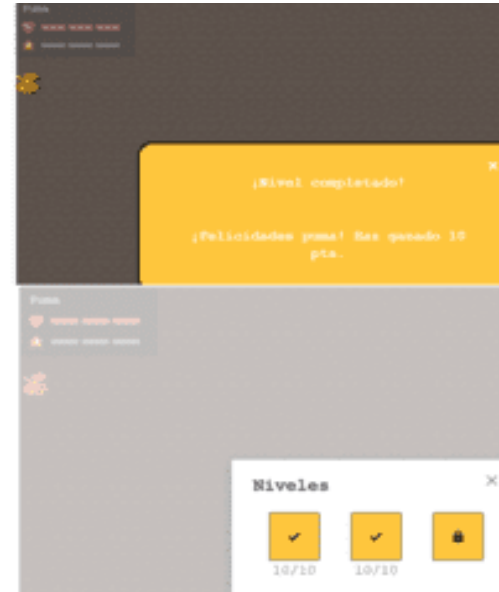 Puma
¡Nivel completado!
¡Felicidades puma! Has ganado 10
pts.
Puma
Niveles
10/10
10/10